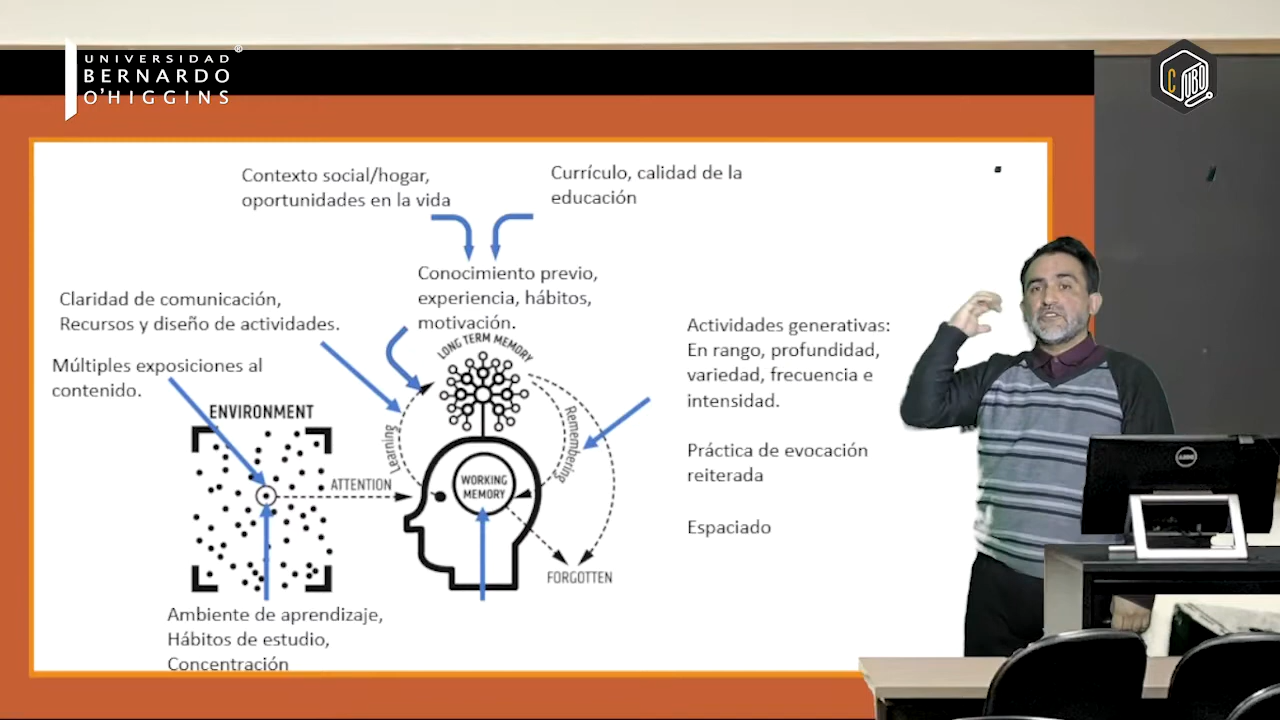 UNIVERSIDAD
BERNARDO
O'HIGGINS
®
C UBO
Contexto social/hogar,
oportunidades en la vida
Currículo, calidad de la
educación
Conocimiento previo,
experiencia, hábitos,
motivación.
Claridad de comunicación,
Recursos y diseño de actividades.
Múltiples exposiciones al
contenido.
ENVIRONMENT
ATTENTION
Learning
LONG TERM MEMORY
Remembering
WORKING
MEMORY
FORGOTTEN
Actividades generativas:
En rango, profundidad,
variedad, frecuencia e
intensidad.
Práctica de evocación
reiterada
Espaciado
Ambiente de aprendizaje,
Hábitos de estudio,
Concentración
DELL